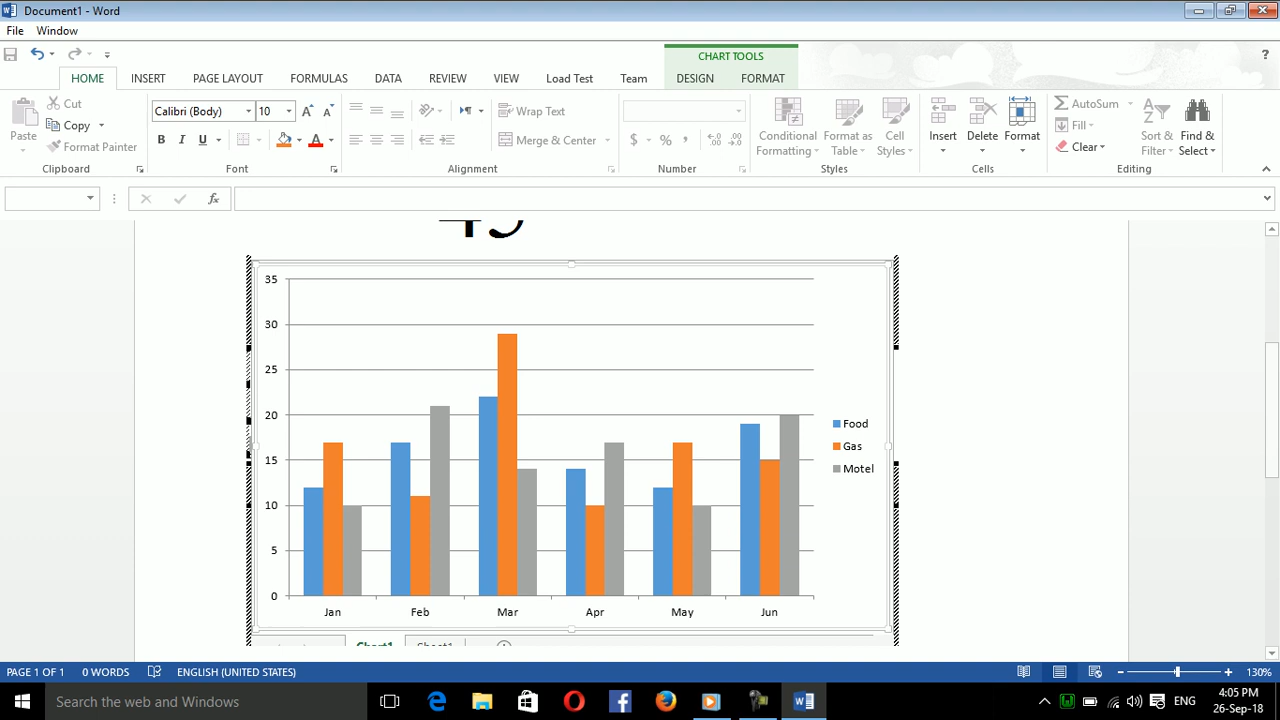 Document1 - Word
File Window
?
CHART TOOLS
HOME INSERT PAGE LAYOUT FORMULAS DATA REVIEW VIEW Load Test Team DESIGN FORMAT
Paste
Cut
Copy
Format Painter
Clipboard
Calibri (Body) 10
B I U A
Font
Wrap Text
Merge & Center
Alignment
$ % ,
Number
Conditional Formatting
Format as Table
Cell Styles
Styles
Insert
Delete
Format
Cells
AutoSum
Fill
Clear
Sort & Filter
Find & Select
Editing
fx
35
30
25
20
15
10
5
0
Jan Feb Mar Apr May Jun
Food
Gas
Motel
Chart1 Sheet1
PAGE 1 OF 1 0 WORDS ENGLISH (UNITED STATES) 130%
Search the web and Windows
ENG
4:05 PM
26-Sep-18